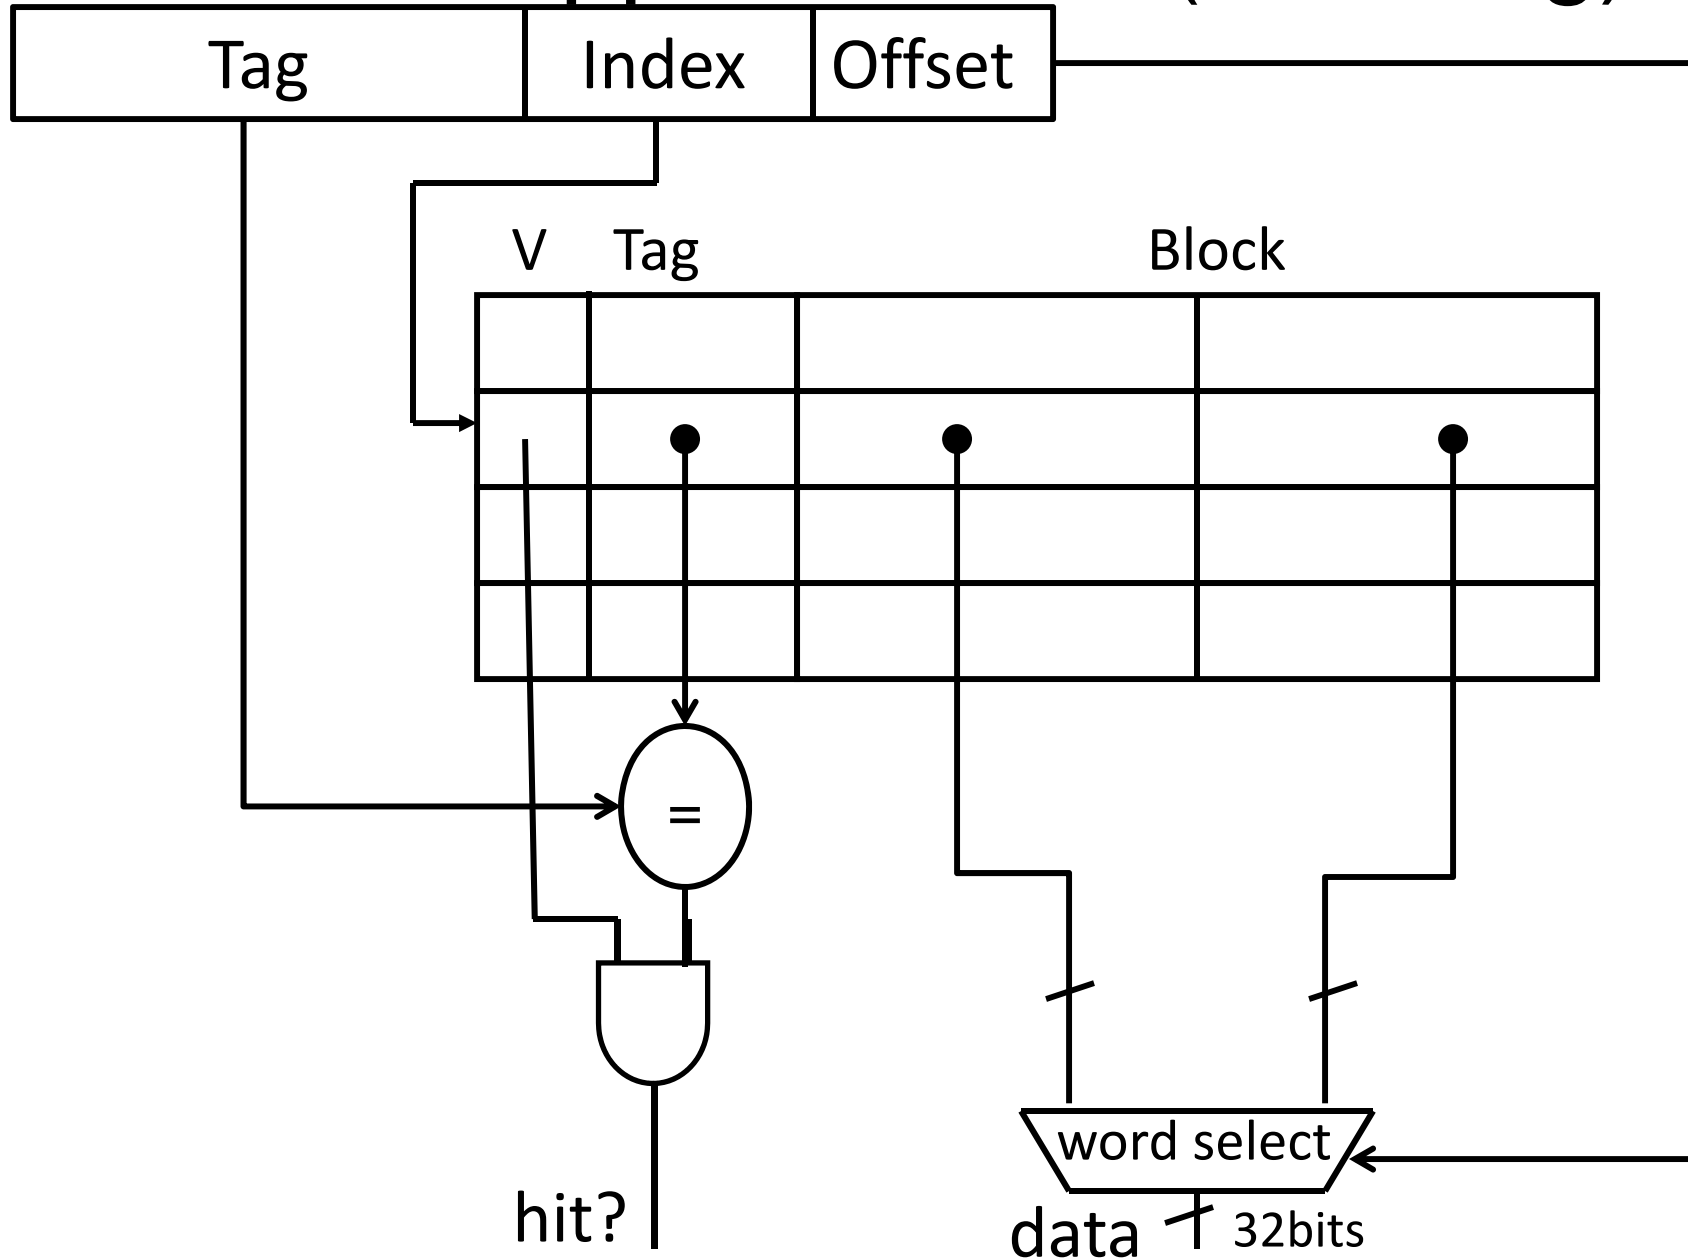 Tag Index Offset
V Tag Block
=
word select
hit?
data 32bits